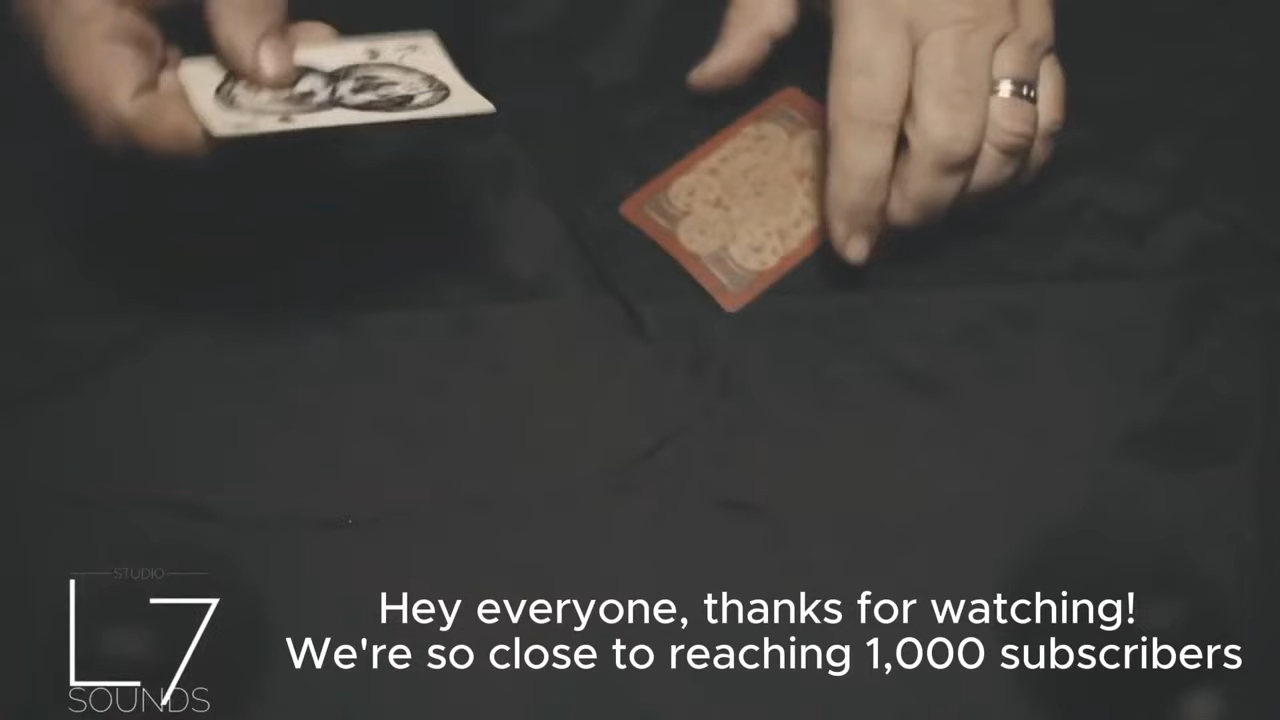 STUDIO
L7
SOUNDS
Hey everyone, thanks for watching!
We're so close to reaching 1,000 subscribers